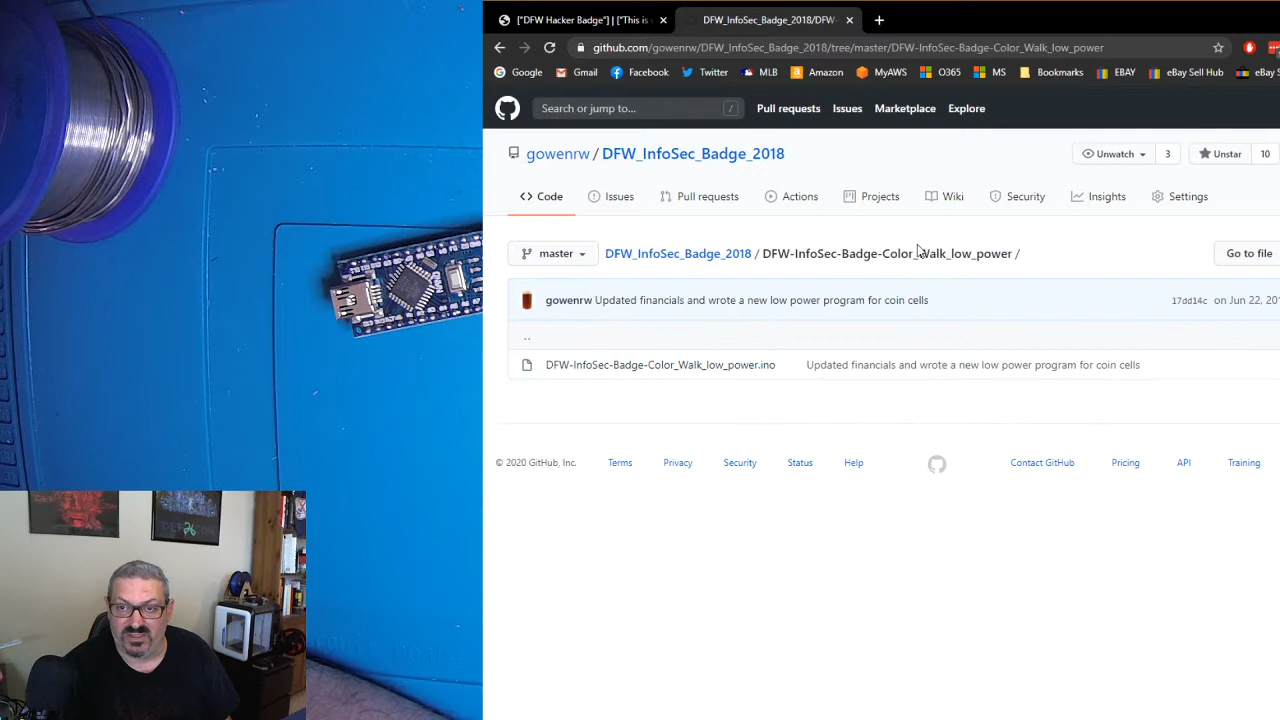 ["DFW Hacker Badge"] | ["This is
DFW_InfoSec_Badge_2018/DFW-
github.com/gowenrw/DFW_InfoSec_Badge_2018/tree/master/DFW-InfoSec-Badge-Color_Walk_low_power
Google Gmail Facebook Twitter MLB Amazon MyAWS O365 MS Bookmarks EBAY eBay Sell Hub eBay S
Search or jump to... / Pull requests Issues Marketplace Explore
gowenrw / DFW_InfoSec_Badge_2018 Unwatch 3 Unstar 10
Code Issues Pull requests Actions Projects Wiki Security Insights Settings
master DFW_InfoSec_Badge_2018 / DFW-InfoSec-Badge-Color_Walk_low_power / Go to file
gowenrw Updated financials and wrote a new low power program for coin cells 17dd14c on Jun 22, 201
..
DFW-InfoSec-Badge-Color_Walk_low_power.ino Updated financials and wrote a new low power program for coin cells
© 2020 GitHub, Inc. Terms Privacy Security Status Help Contact GitHub Pricing API Training